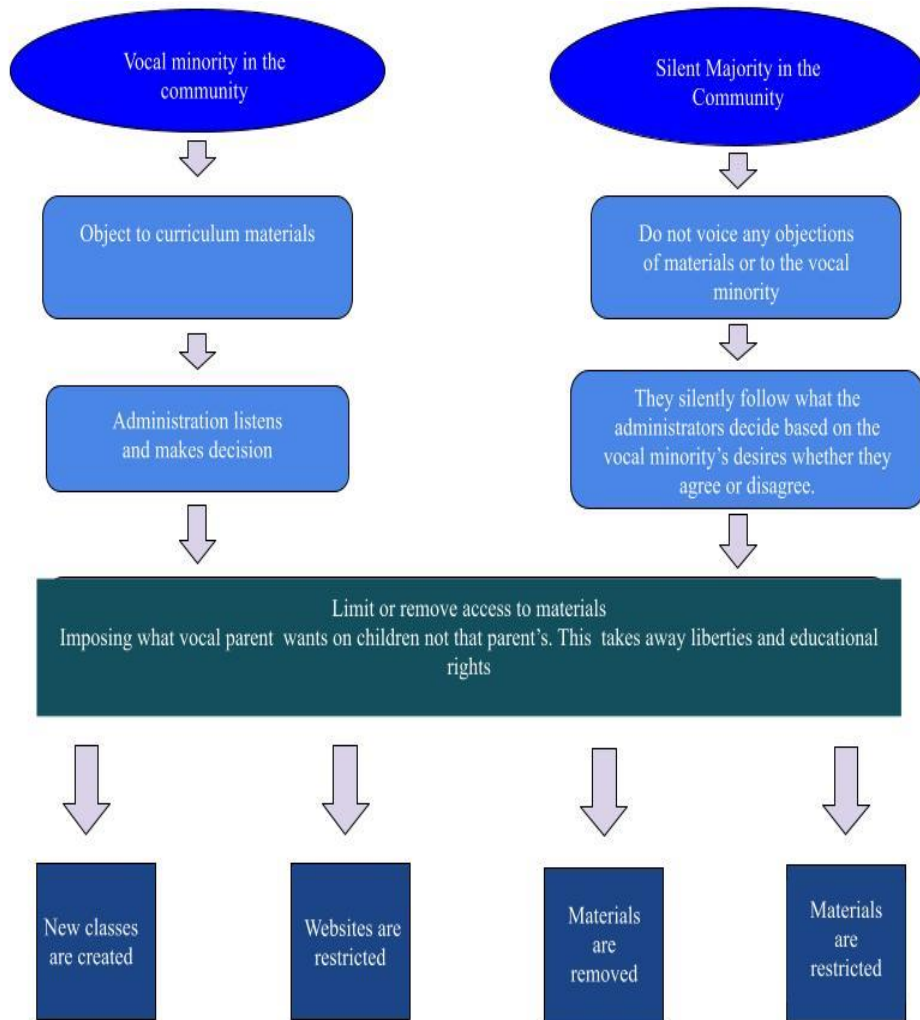 Vocal minority in the
community
Silent Majority in the
Community
Object to curriculum materials
Do not voice any objections
of materials or to the vocal
minority
Administration listens
and makes decision
They silently follow what the
administrators decide based on the
vocal minority's desires whether they
agree or disagree.
Limit or remove access to materials
Imposing what vocal parent wants on children not that parent's. This takes away liberties and educational
rights
New classes
are created
Websites are
restricted
Materials
are
removed
Materials
are
restricted